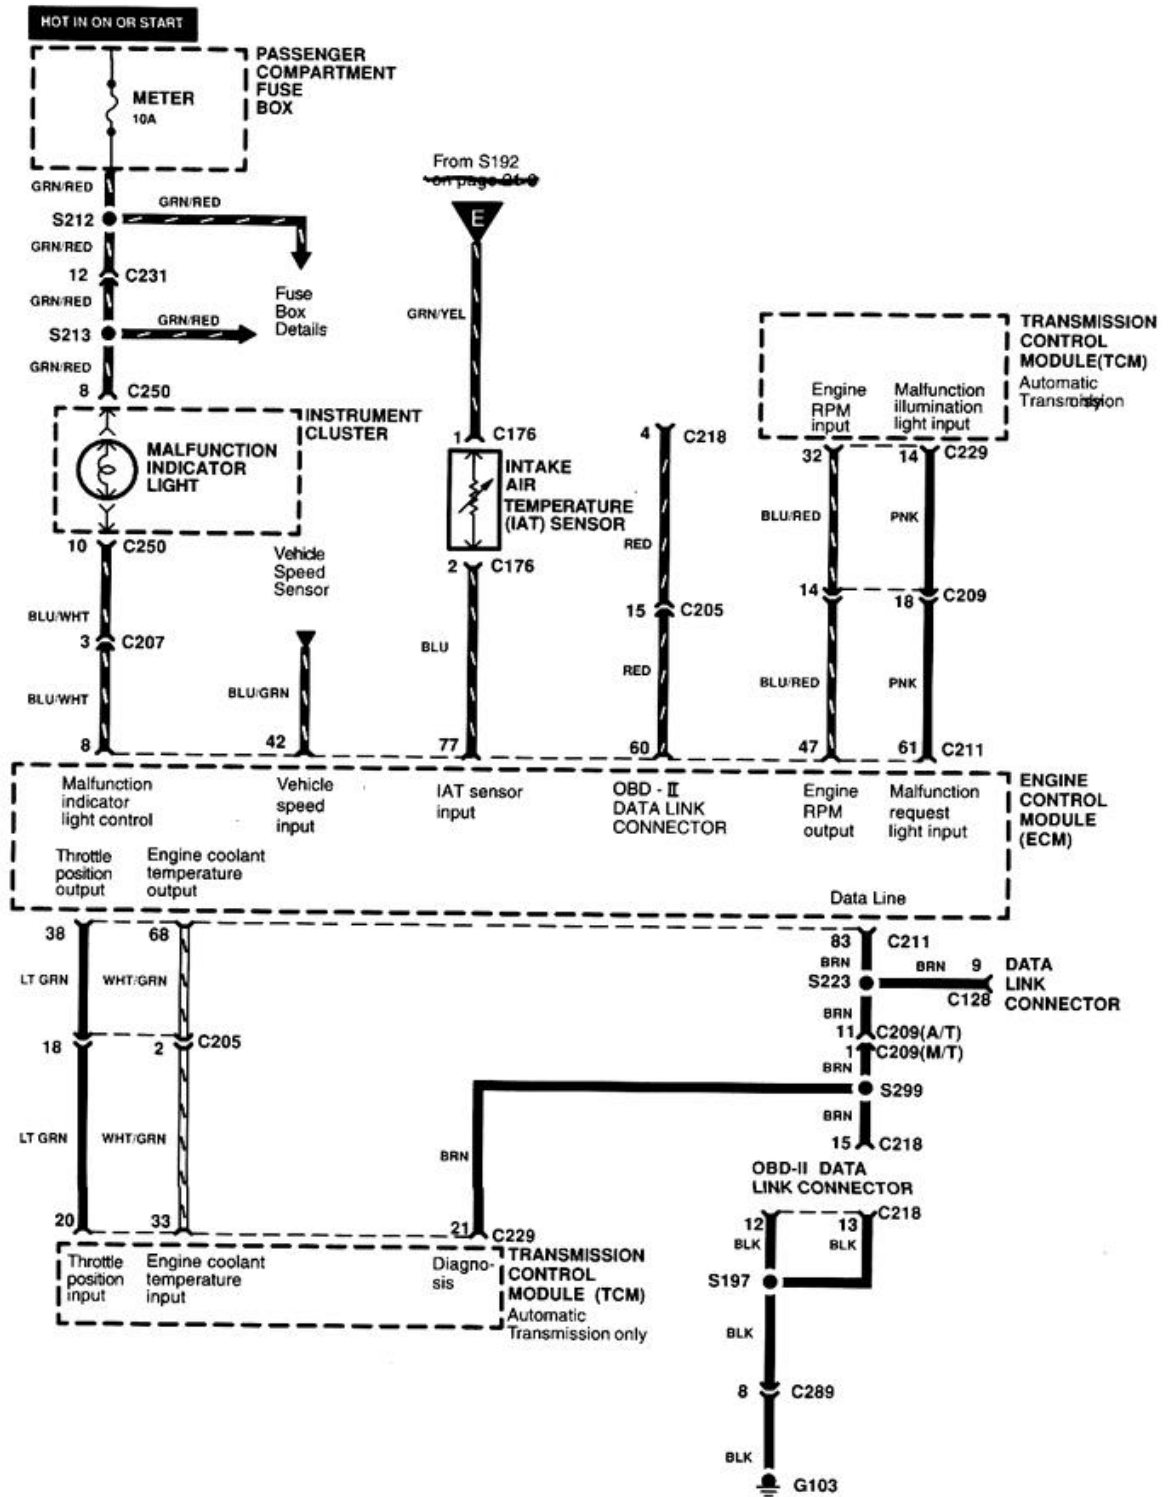 HOT IN ON OR START
PASSENGER
COMPARTMENT
FUSE
BOX
METER
10A
GRN/RED
S212
GRN/RED
GRN/RED
12
C231
GRN/RED
Fuse
Box
Details
S213
GRN/RED
GRN/RED
8
C250
INSTRUMENT
CLUSTER
MALFUNCTION
INDICATOR
LIGHT
10
C250
BLU/WHT
3
C207
BLU/WHT
8
Vehicle
Speed
Sensor
BLU/GRN
42
From S192
on page 21-9
E
GRN/YEL
1
C176
INTAKE
AIR
TEMPERATURE
(IAT) SENSOR
2
C176
BLU
77
4
C218
RED
15
C205
RED
60
TRANSMISSION
CONTROL
MODULE(TCM)
Automatic
Transmission only
Engine
RPM
input
Malfunction
illumination
light input
32
14
C229
BLU/RED
PNK
14
18
C209
BLU/RED
PNK
47
61
C211
ENGINE
CONTROL
MODULE
(ECM)
Malfunction
indicator
light control
Vehicle
speed
input
IAT sensor
input
OBD - II
DATA LINK
CONNECTOR
Engine
RPM
output
Malfunction
request
light input
Throttle
position
output
Engine coolant
temperature
output
Data Line
38
68
83
C211
LT GRN
WHT/GRN
BRN
S223
BRN
9
C128
DATA
LINK
CONNECTOR
BRN
18
2
C205
11
C209(A/T)
1
C209(M/T)
BRN
S299
BRN
15
C218
LT GRN
WHT/GRN
BRN
20
33
21
C229
Throttle
position
input
Engine coolant
temperature
input
Diagno-
sis
TRANSMISSION
CONTROL
MODULE (TCM)
Automatic
Transmission only
OBD-II DATA
LINK CONNECTOR
12
13
C218
BLK
BLK
S197
BLK
8
C289
BLK
G103